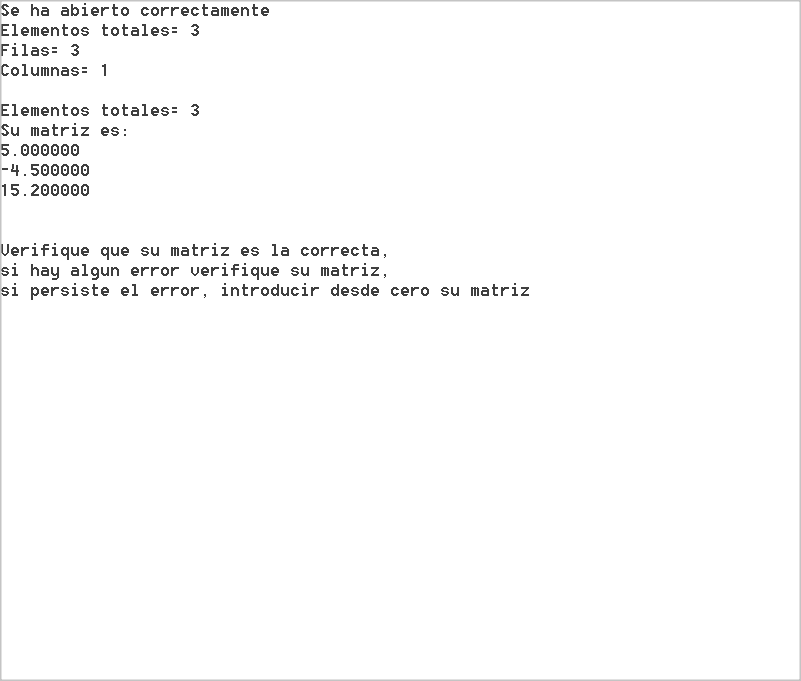 Se ha abierto correctamente
Elementos totales= 3
Filas= 3
Columnas= 1
Elementos totales= 3
Su matriz es:
5.000000
-4.500000
15.200000
Verifique que su matriz es la correcta,
si hay algun error verifique su matriz,
si persiste el error, introducir desde cero su matriz